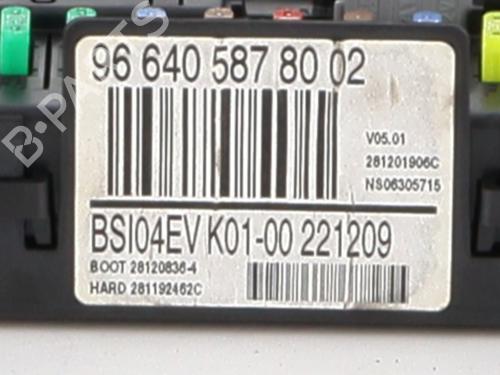 96 640 587 80 02
V05.01
281201906C
NS06305715
BSI04EV K01-00 221209
BOOT 28120836-4
HARD 281192462C
B-PARTS